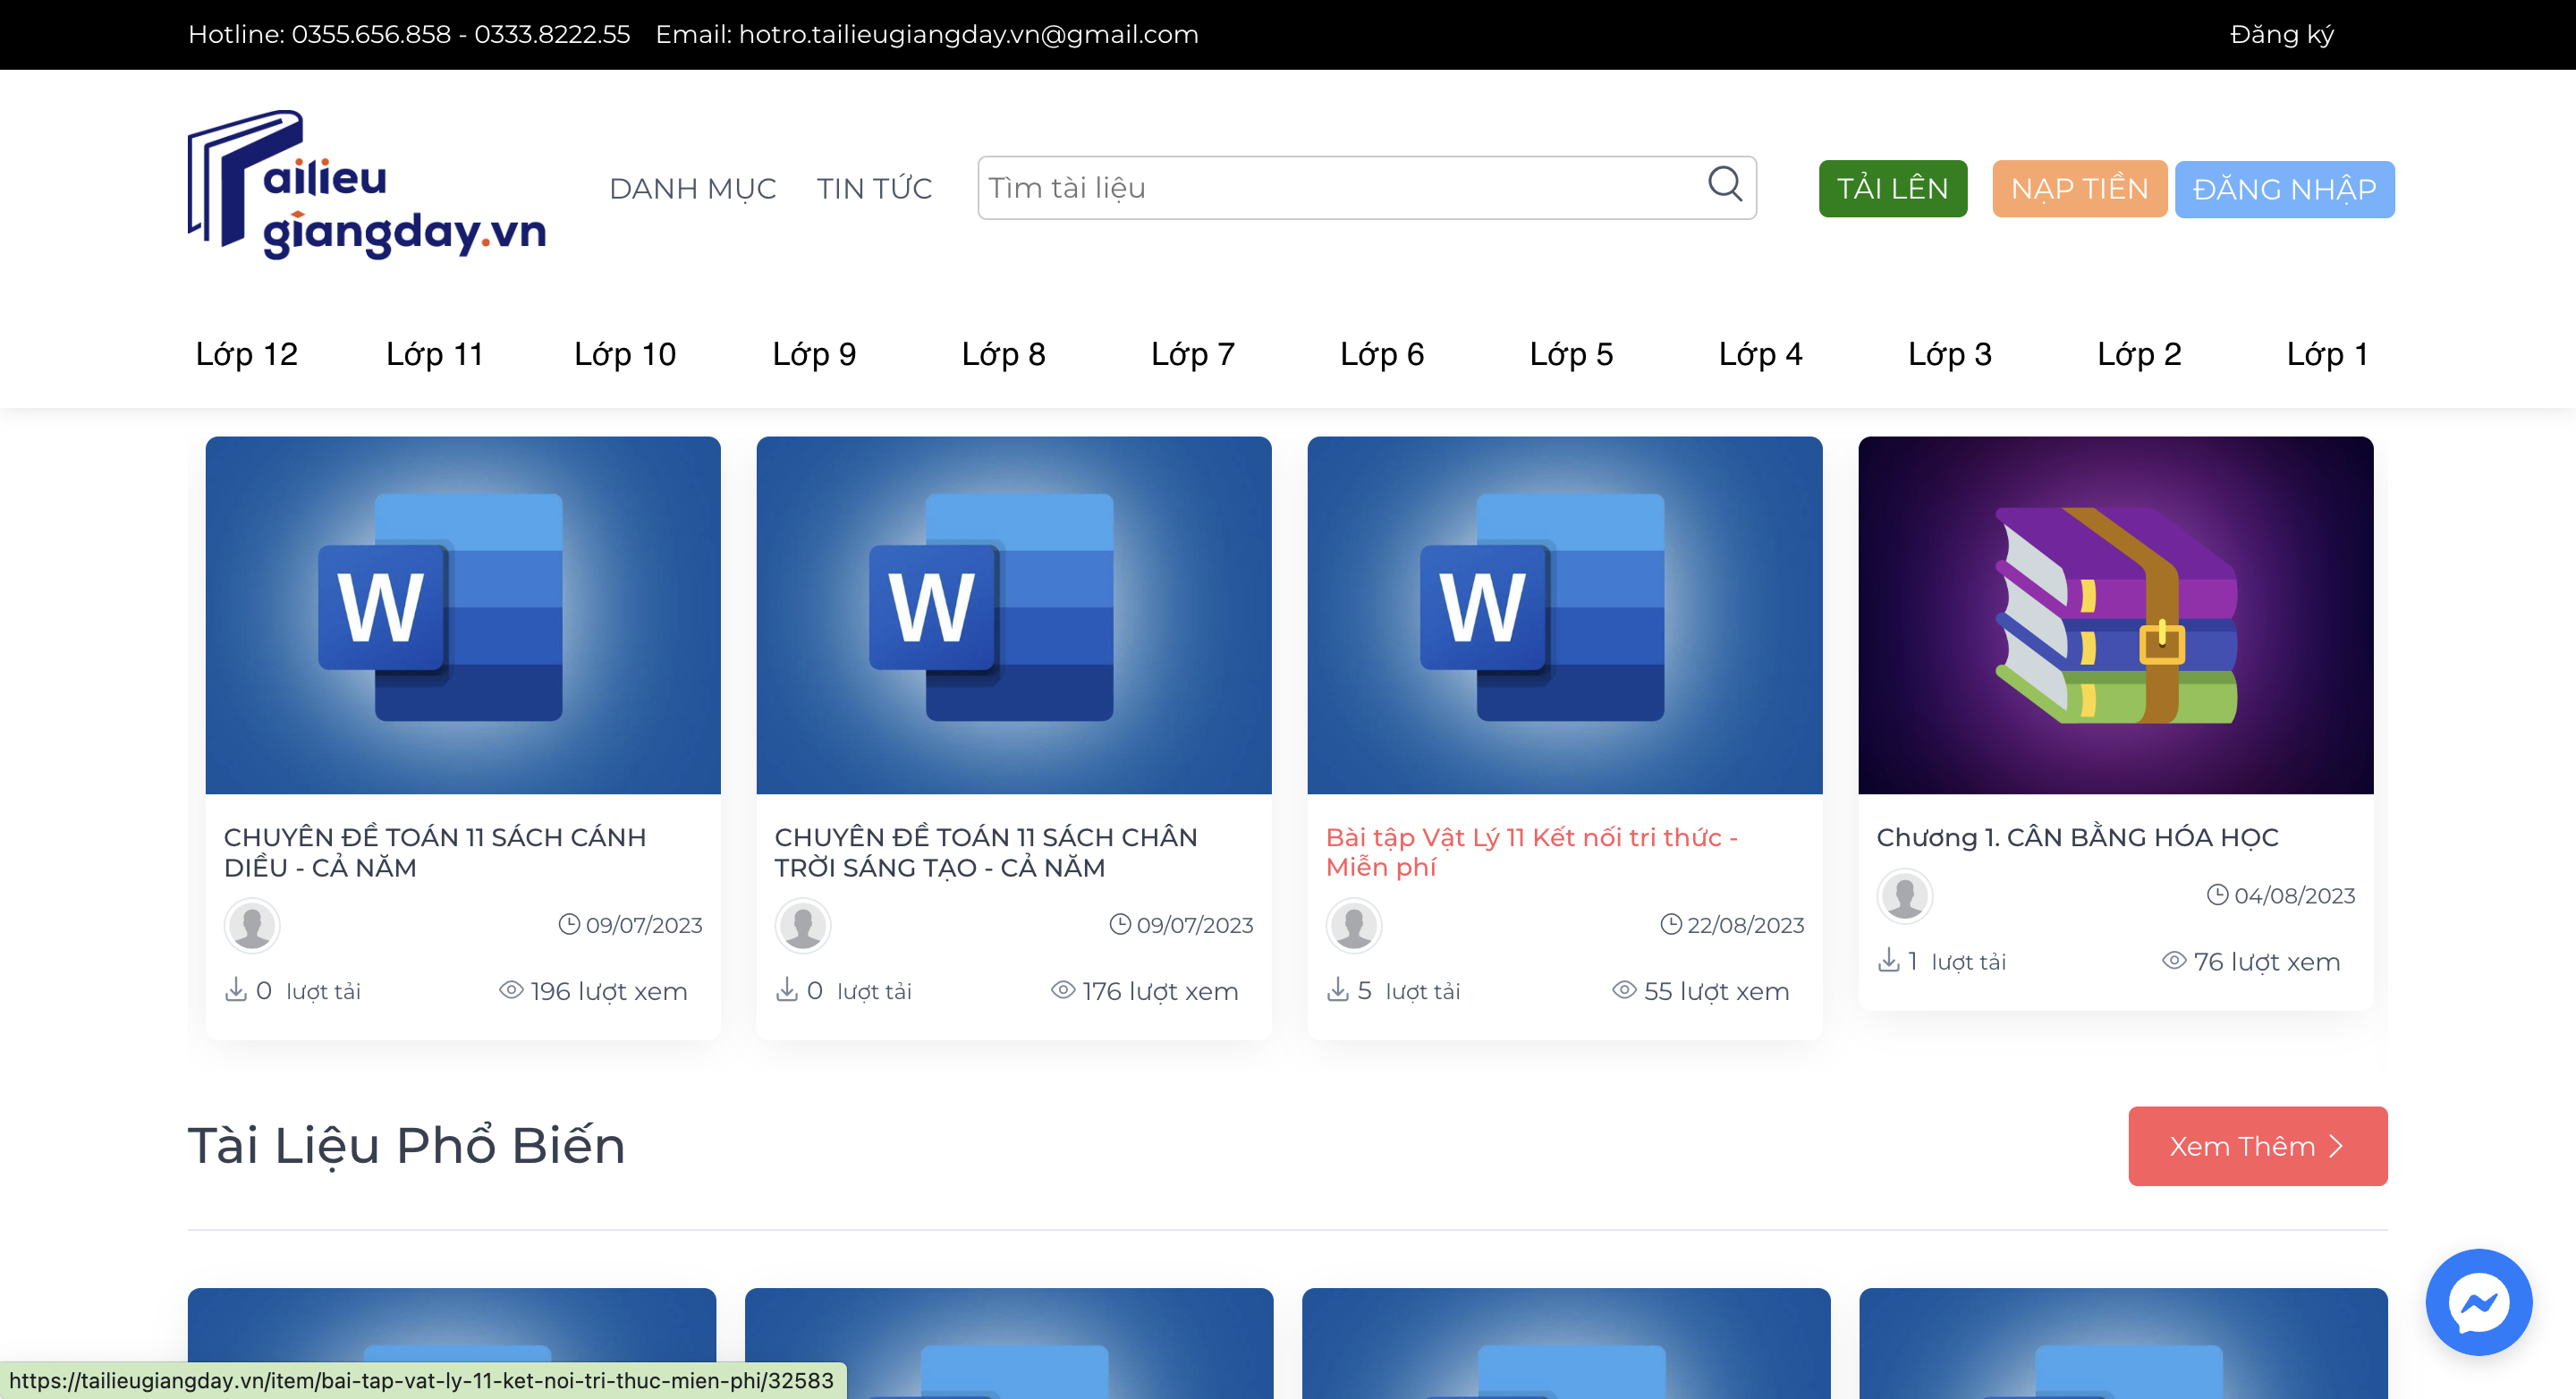 Hotline: 0355.656.858 - 0333.8222.55 Email: hotro.tailieugiangday.vn@gmail.com Đăng ký
ailieu
giangday.vn
DANH MỤC TIN TỨC Tìm tài liệu TẢI LÊN NẠP TIỀN ĐĂNG NHẬP
Lớp 12 Lớp 11 Lớp 10 Lớp 9 Lớp 8 Lớp 7 Lớp 6 Lớp 5 Lớp 4 Lớp 3 Lớp 2 Lớp 1
W
CHUYÊN ĐỀ TOÁN 11 SÁCH CÁNH
DIỀU - CẢ NĂM
09/07/2023
0 lượt tải 196 lượt xem
W
CHUYÊN ĐỀ TOÁN 11 SÁCH CHÂN
TRỜI SÁNG TẠO - CẢ NĂM
09/07/2023
0 lượt tải 176 lượt xem
W
Bài tập Vật Lý 11 Kết nối tri thức -
Miễn phí
22/08/2023
5 lượt tải 55 lượt xem
Chương 1. CÂN BẰNG HÓA HỌC
04/08/2023
1 lượt tải 76 lượt xem
Tài Liệu Phổ Biến
Xem Thêm
https://tailieugiangday.vn/item/bai-tap-vat-ly-11-ket-noi-tri-thuc-mien-phi/32583